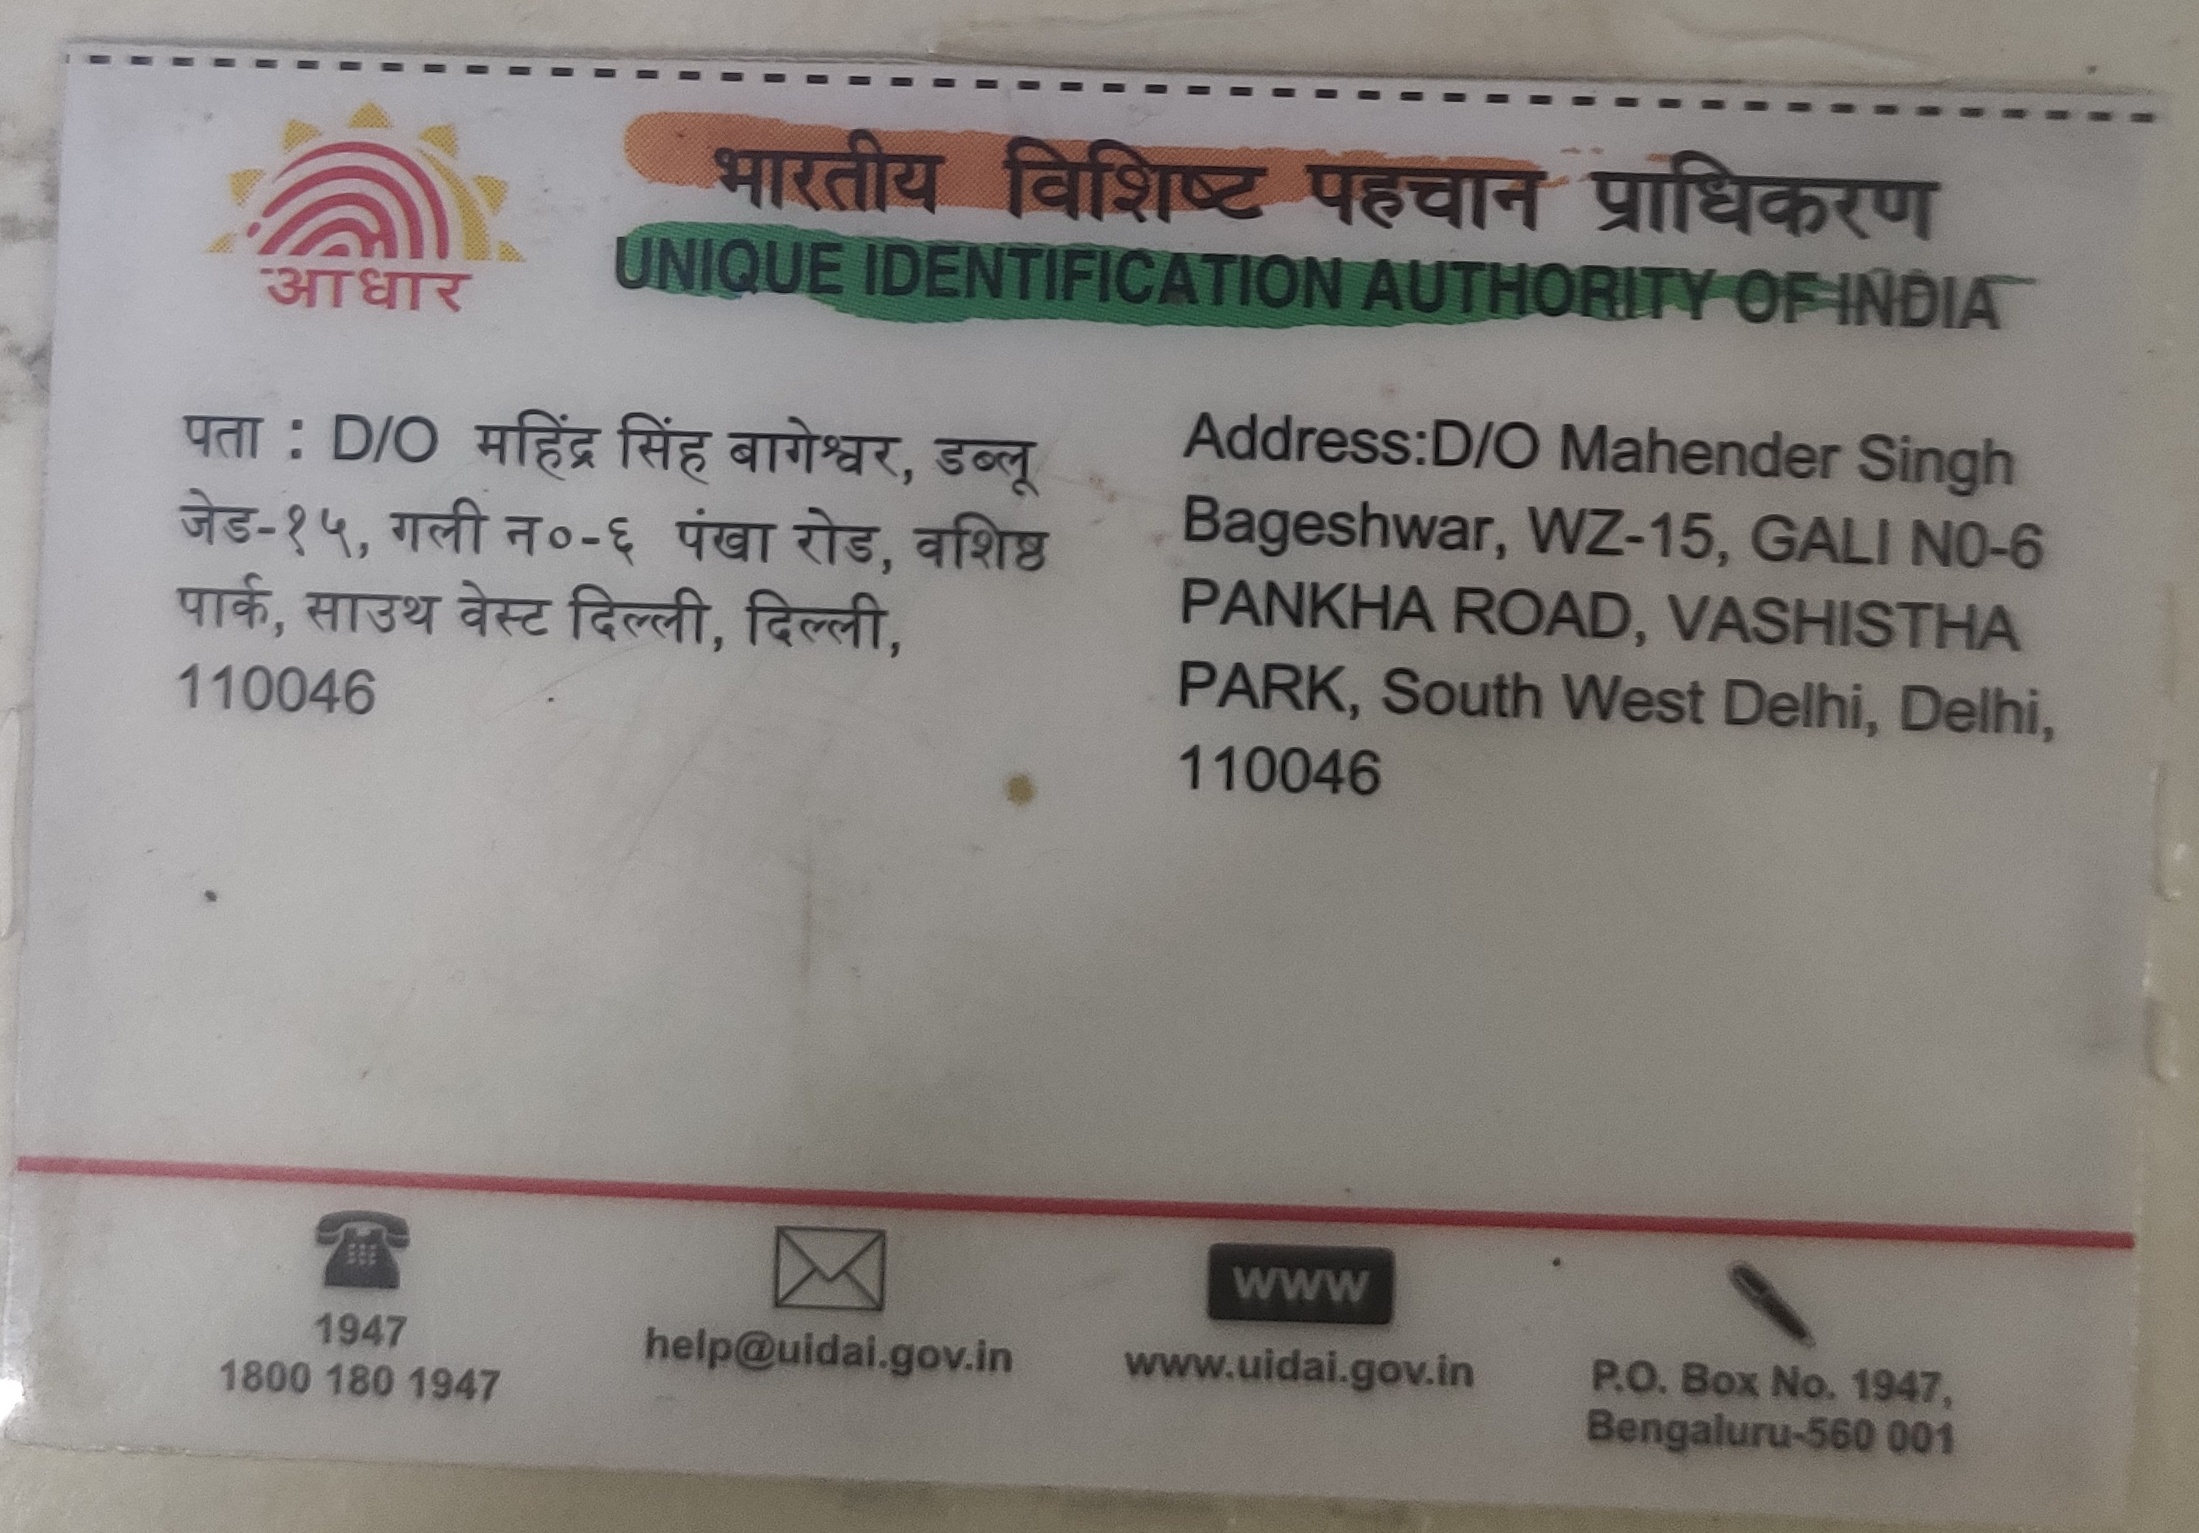 आधार
भारतीय विशिष्ट पहचान प्राधिकरण
UNIQUE IDENTIFICATION AUTHORITY OF INDIA
पता : D/O महिंद्र सिंह बागेश्वर, डब्लू
जेड-१५, गली न०-६ पंखा रोड, वशिष्ठ
पार्क, साउथ वेस्ट दिल्ली, दिल्ली,
110046
Address:D/O Mahender Singh
Bageshwar, WZ-15, GALI N0-6
PANKHA ROAD, VASHISTHA
PARK, South West Delhi, Delhi,
110046
1947
1800 180 1947
help@uidai.gov.in
www
www.uidai.gov.in
P.O. Box No. 1947,
Bengaluru-560 001